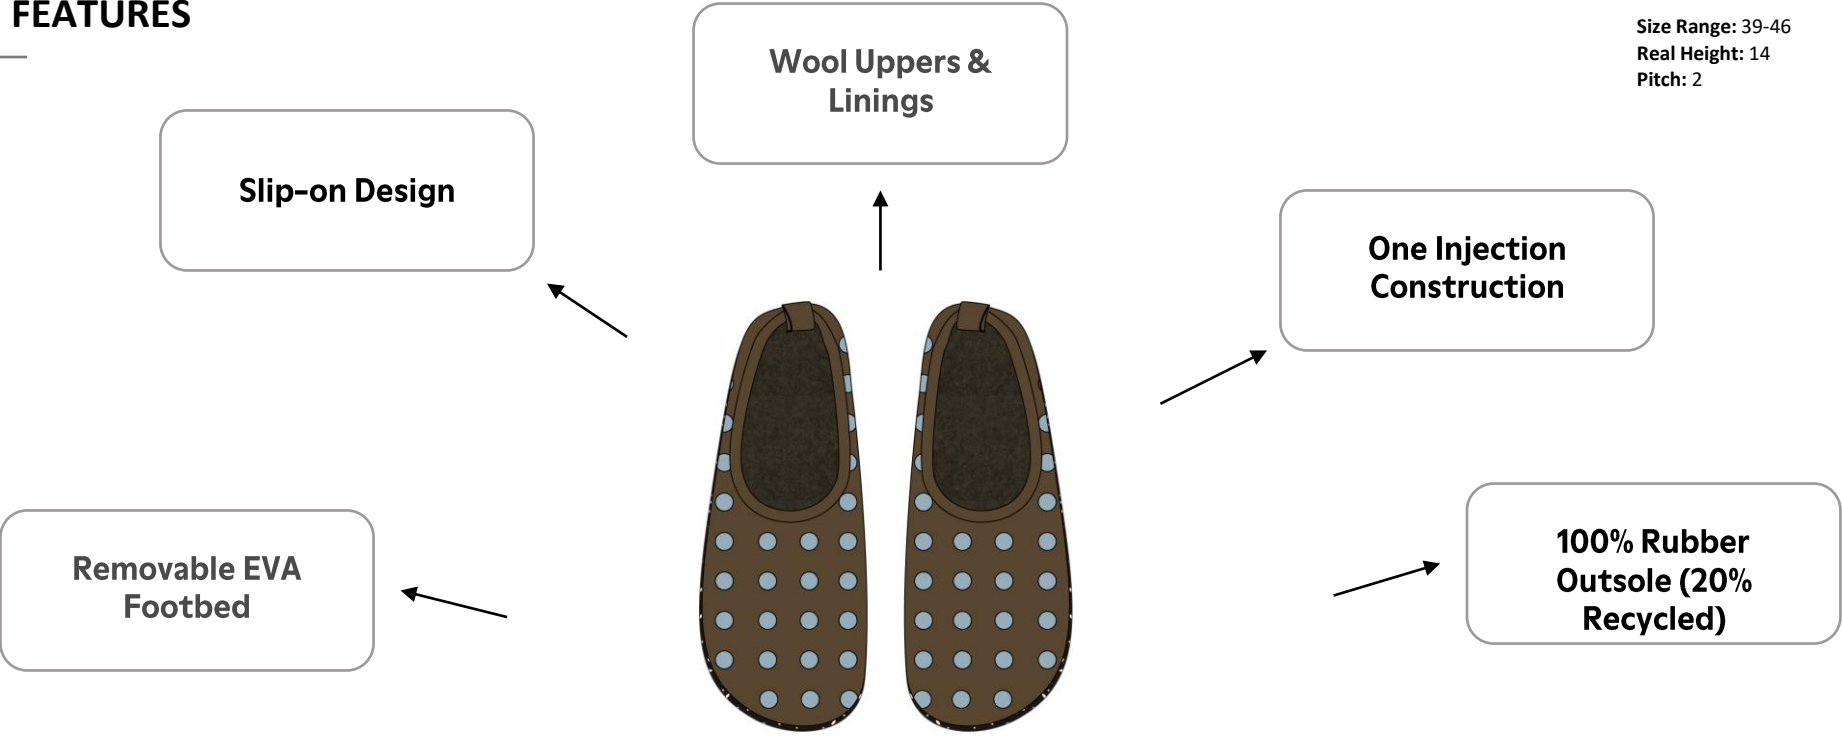 FEATURES
Size Range: 39-46
Real Height: 14
Pitch: 2
Wool Uppers &
Linings
Slip-on Design
One Injection
Construction
Removable EVA
Footbed
100% Rubber
Outsole (20%
Recycled)